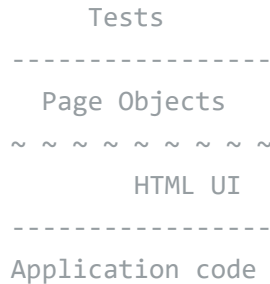 Tests
-----------------
Page Objects
~ ~ ~ ~ ~ ~ ~ ~ ~
HTML UI
-----------------
Application code